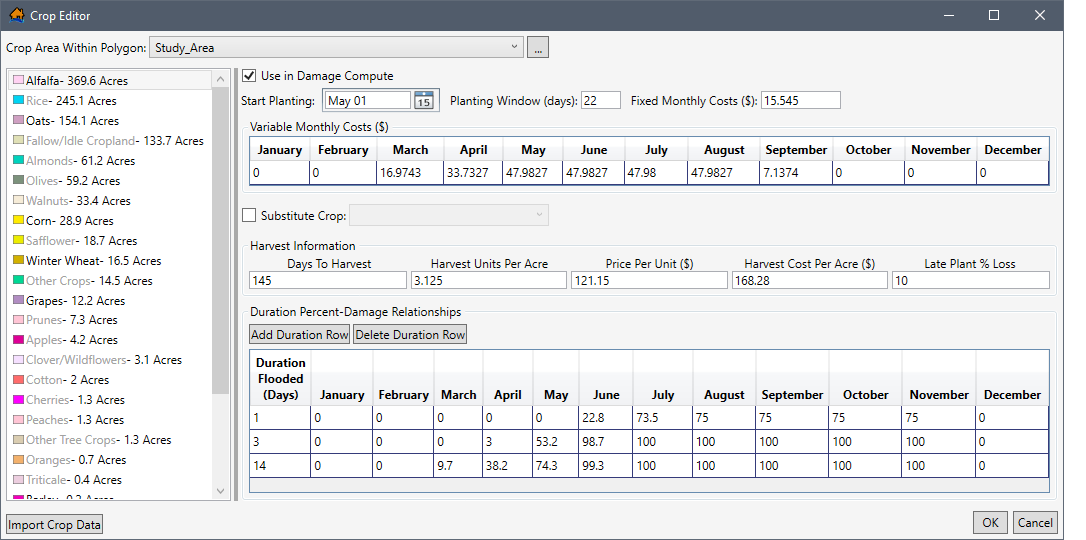 Crop Editor
Crop Area Within Polygon: Study_Area ...
Alfalfa- 369.6 Acres
Rice- 245.1 Acres
Oats- 154.1 Acres
Fallow/Idle Cropland- 133.7 Acres
Almonds- 61.2 Acres
Olives- 59.2 Acres
Walnuts- 33.4 Acres
Corn- 28.9 Acres
Safflower- 18.7 Acres
Winter Wheat- 16.5 Acres
Other Crops- 14.5 Acres
Grapes- 12.2 Acres
Prunes- 7.3 Acres
Apples- 4.2 Acres
Clover/Wildflowers- 3.1 Acres
Cotton- 2 Acres
Cherries- 1.3 Acres
Peaches- 1.3 Acres
Other Tree Crops- 1.3 Acres
Oranges- 0.7 Acres
Triticale- 0.4 Acres
Barley- 0.2 Acres
Use in Damage Compute
Start Planting: May 01 15 Planting Window (days): 22 Fixed Monthly Costs ($): 15.545
Variable Monthly Costs ($)
January February March April May June July August September October November December
0 0 16.9743 33.7327 47.9827 47.9827 47.98 47.9827 7.1374 0 0 0
Substitute Crop:
Harvest Information
Days To Harvest Harvest Units Per Acre Price Per Unit ($) Harvest Cost Per Acre ($) Late Plant % Loss
145 3.125 121.15 168.28 10
Duration Percent-Damage Relationships
Add Duration Row Delete Duration Row
Duration
Flooded
(Days) January February March April May June July August September October November December
1 0 0 0 0 0 22.8 73.5 75 75 75 75 0
3 0 0 0 3 53.2 98.7 100 100 100 100 100 0
14 0 0 9.7 38.2 74.3 99.3 100 100 100 100 100 0
Import Crop Data OK Cancel